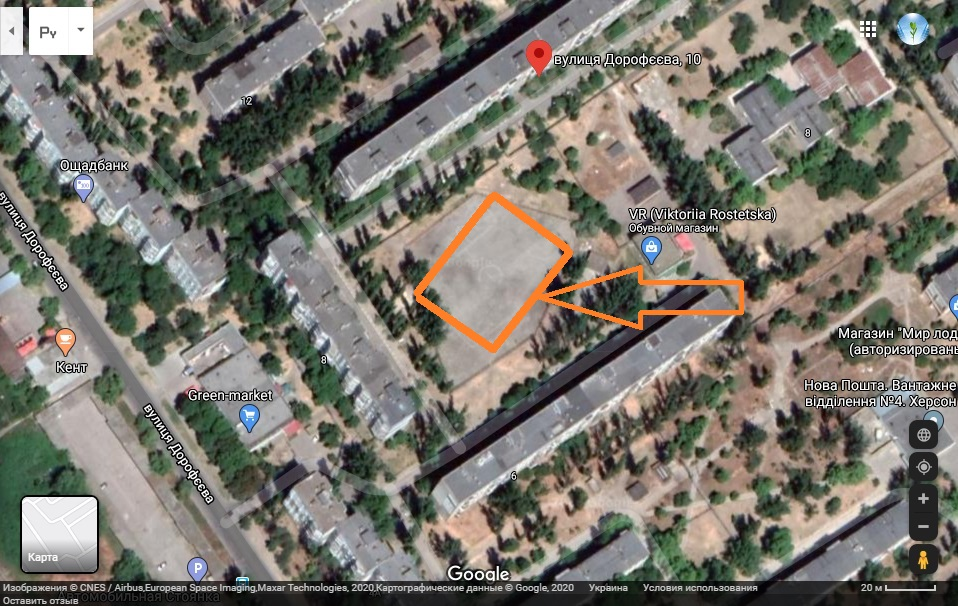 Ру
вулиця Дорофєєва, 10
12
8
Ощадбанк
вулиця Дорофєєва
VR (Viktoriia Rostetska)
Обувной магазин
Кент
8
Магазин "Мир лод
(авторизированы
Green-market
Нова Пошта. Вантажне
відділення №4. Херсон
вулиця Дорофєєва
6
Карта
P
Google
Изображения © CNES / Airbus,European Space Imaging,Maxar Technologies, 2020,Картографические данные © Google, 2020
Украина
Условия использования
20 м
Оставить отзыв
Автомобильная Стоянка